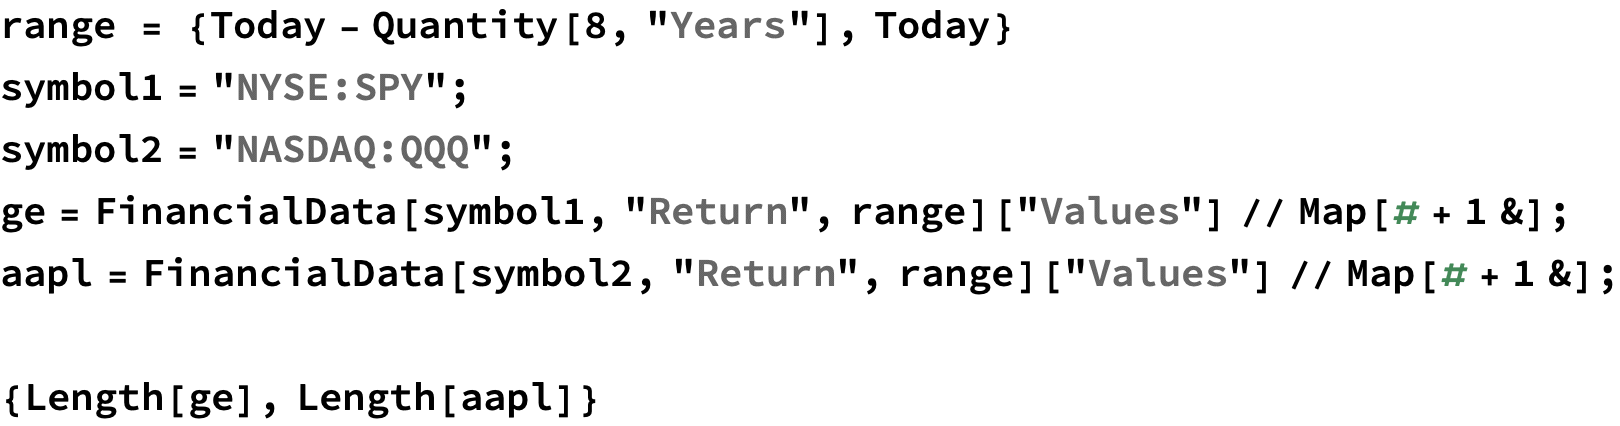 range = {Today - Quantity[8, "Years"], Today}
symbol1 = "NYSE:SPY";
symbol2 = "NASDAQ:QQQ";
ge = FinancialData[symbol1, "Return", range]["Values"] // Map[# + 1 &];
aapl = FinancialData[symbol2, "Return", range]["Values"] // Map[# + 1 &];
{Length[ge], Length[aapl]}